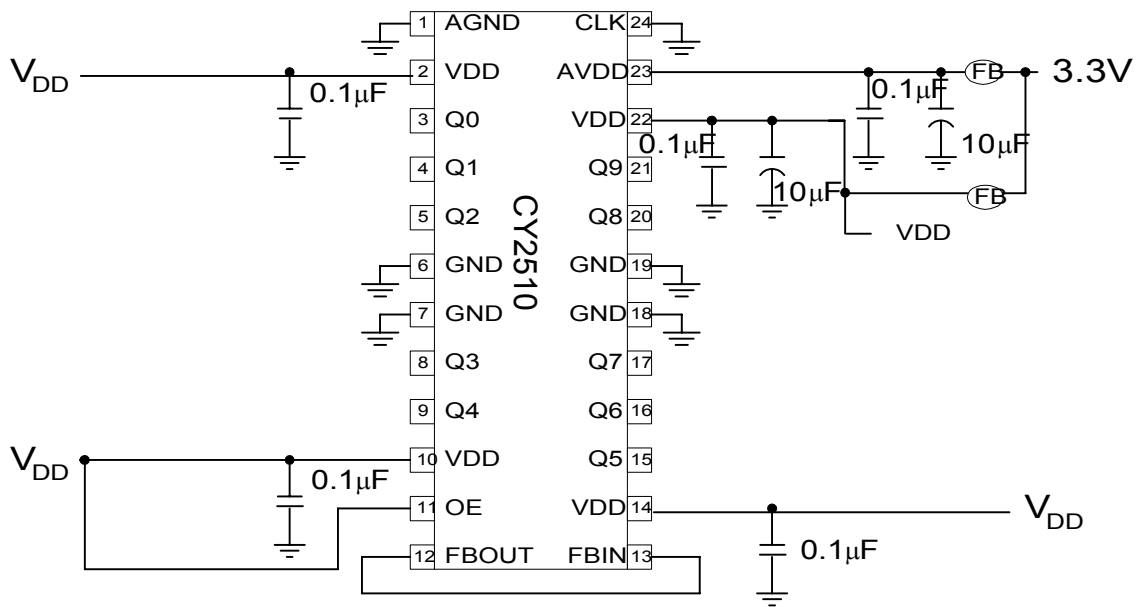 1 AGND CLK 24
V_DD 2 VDD AVDD 23 FB 3.3V
0.1μF 0.1μF
3 Q0 VDD 22
0.1μF 10μF
4 Q1 Q9 21
10μF FB
5 Q2 Q8 20
VDD
CY2510
6 GND GND 19
7 GND GND 18
8 Q3 Q7 17
9 Q4 Q6 16
V_DD 10 VDD Q5 15
0.1μF
11 OE VDD 14 V_DD
12 FBOUT FBIN 13 0.1μF